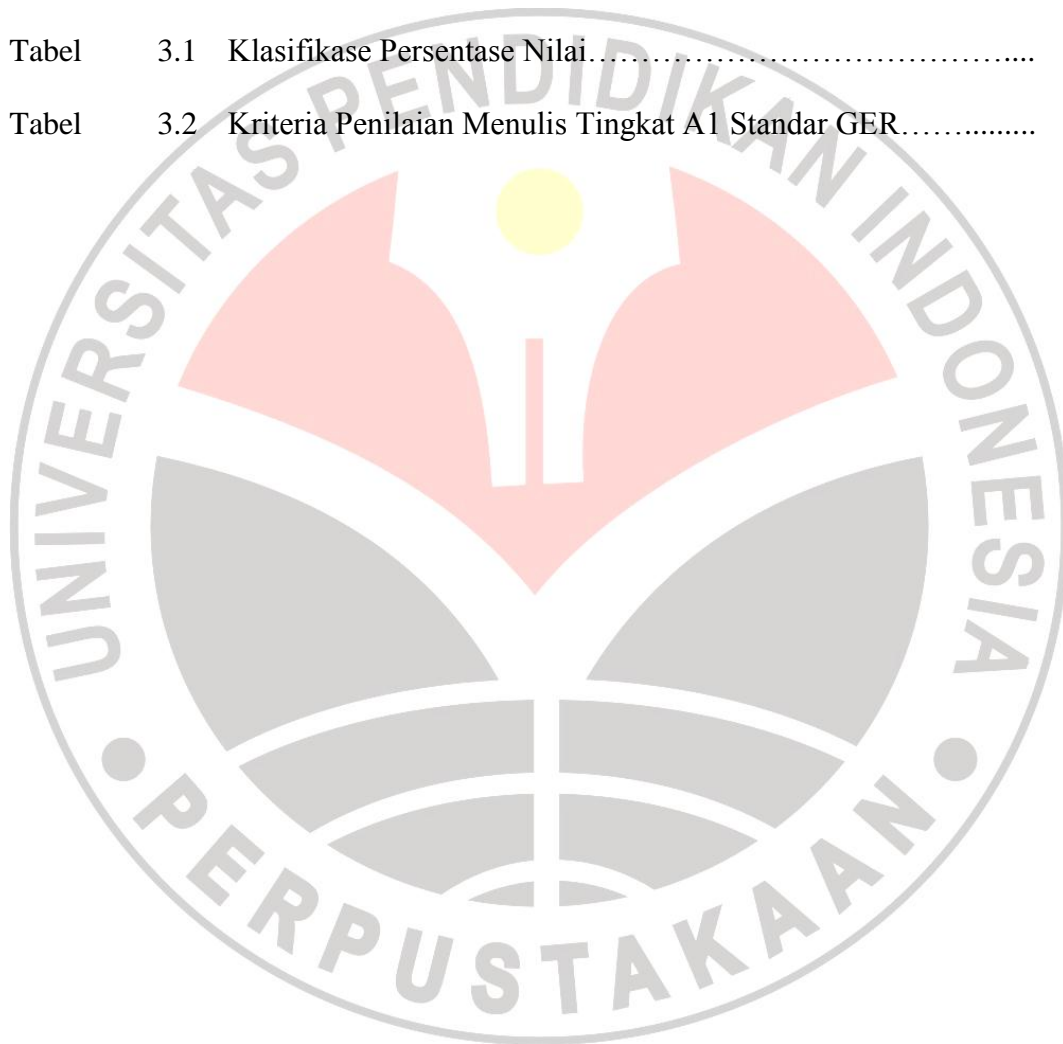 Tabel 3.1 Klasifikase Persentase Nilai…………………………………....
Tabel 3.2 Kriteria Penilaian Menulis Tingkat A1 Standar GER…….........
UNIVERSITAS PENDIDIKAN INDONESIA
PERPUSTAKAAN